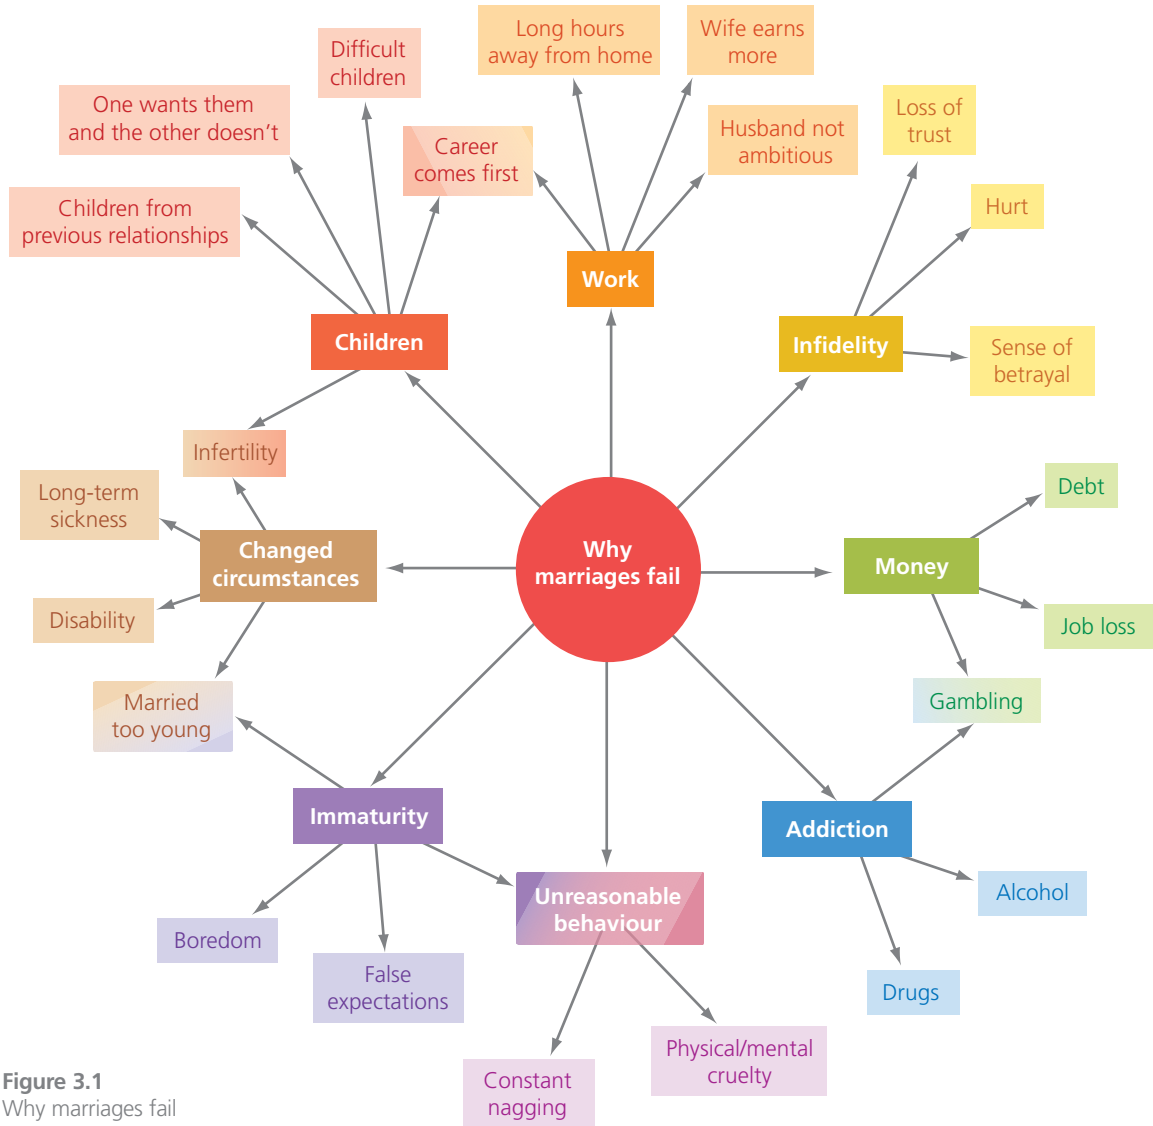 Long hours
away from home
Wife earns
more
Difficult
children
One wants them
and the other doesn't
Career
comes first
Husband not
ambitious
Loss of
trust
Children from
previous relationships
Hurt
Work
Children
Infidelity
Sense of
betrayal
Infertility
Long-term
sickness
Debt
Changed
circumstances
Why
marriages fail
Money
Disability
Job loss
Married
too young
Gambling
Immaturity
Addiction
Unreasonable
behaviour
Alcohol
Boredom
False
expectations
Drugs
Physical/mental
cruelty
Constant
nagging
Figure 3.1
Why marriages fail